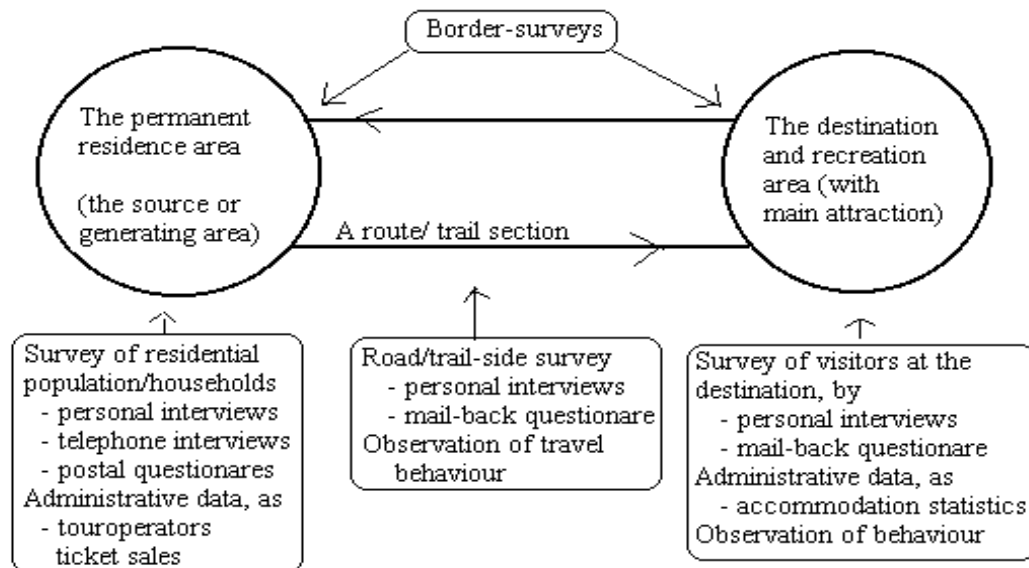 Border-surveys
The permanent
residence area
(the source or
generating area)
The destination
and recreation
area (with
main attraction)
A route/ trail section
Survey of residential
population/households
- personal interviews
- telephone interviews
- postal questionares
Administrative data, as
- touroperators
ticket sales
Road/trail-side survey
- personal interviews
- mail-back questionare
Observation of travel
behaviour
Survey of visitors at the
destination, by
- personal interviews
- mail-back questionare
Administrative data, as
- accommodation statistics
Observation of behaviour